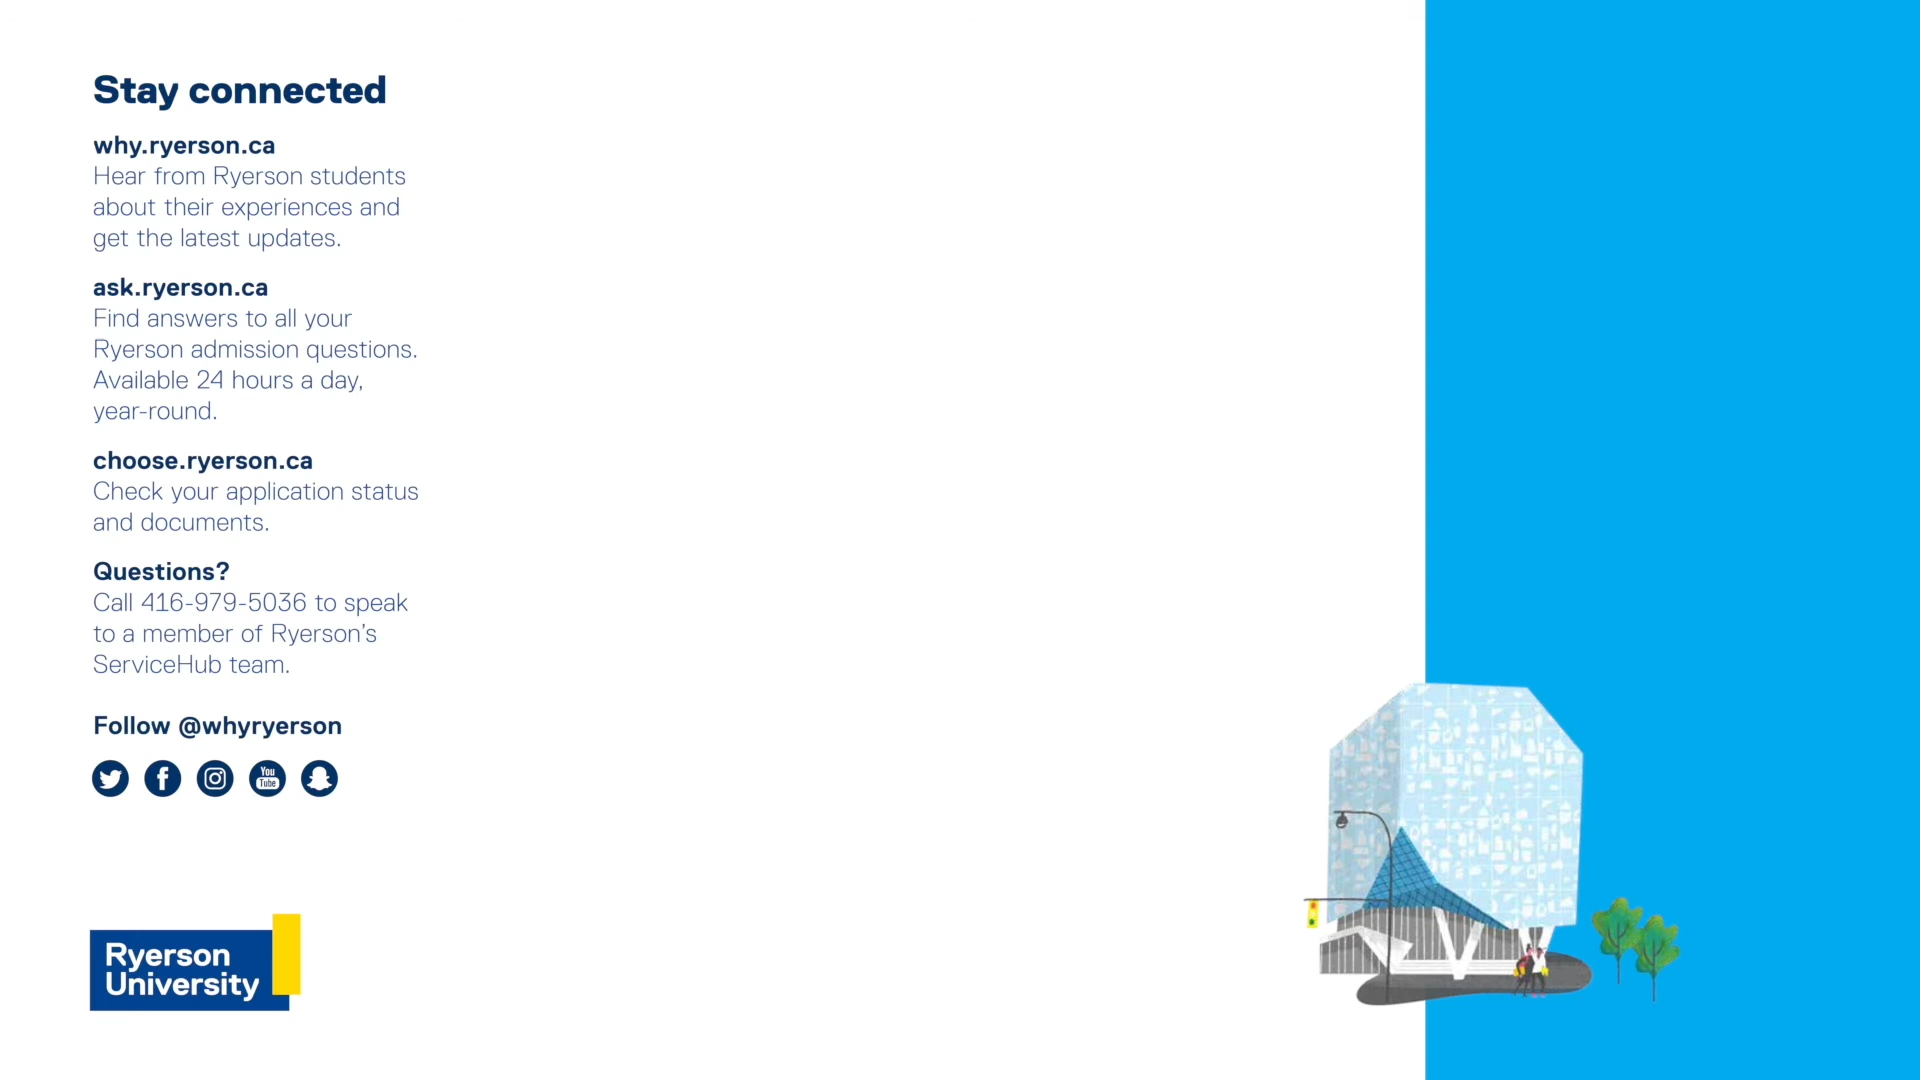 Stay connected
why.ryerson.ca
Hear from Ryerson students
about their experiences and
get the latest updates.
ask.ryerson.ca
Find answers to all your
Ryerson admission questions.
Available 24 hours a day,
year-round.
choose.ryerson.ca
Check your application status
and documents.
Questions?
Call 416-979-5036 to speak
to a member of Ryerson’s
ServiceHub team.
Follow @whyryerson
You
Tube
Ryerson
University